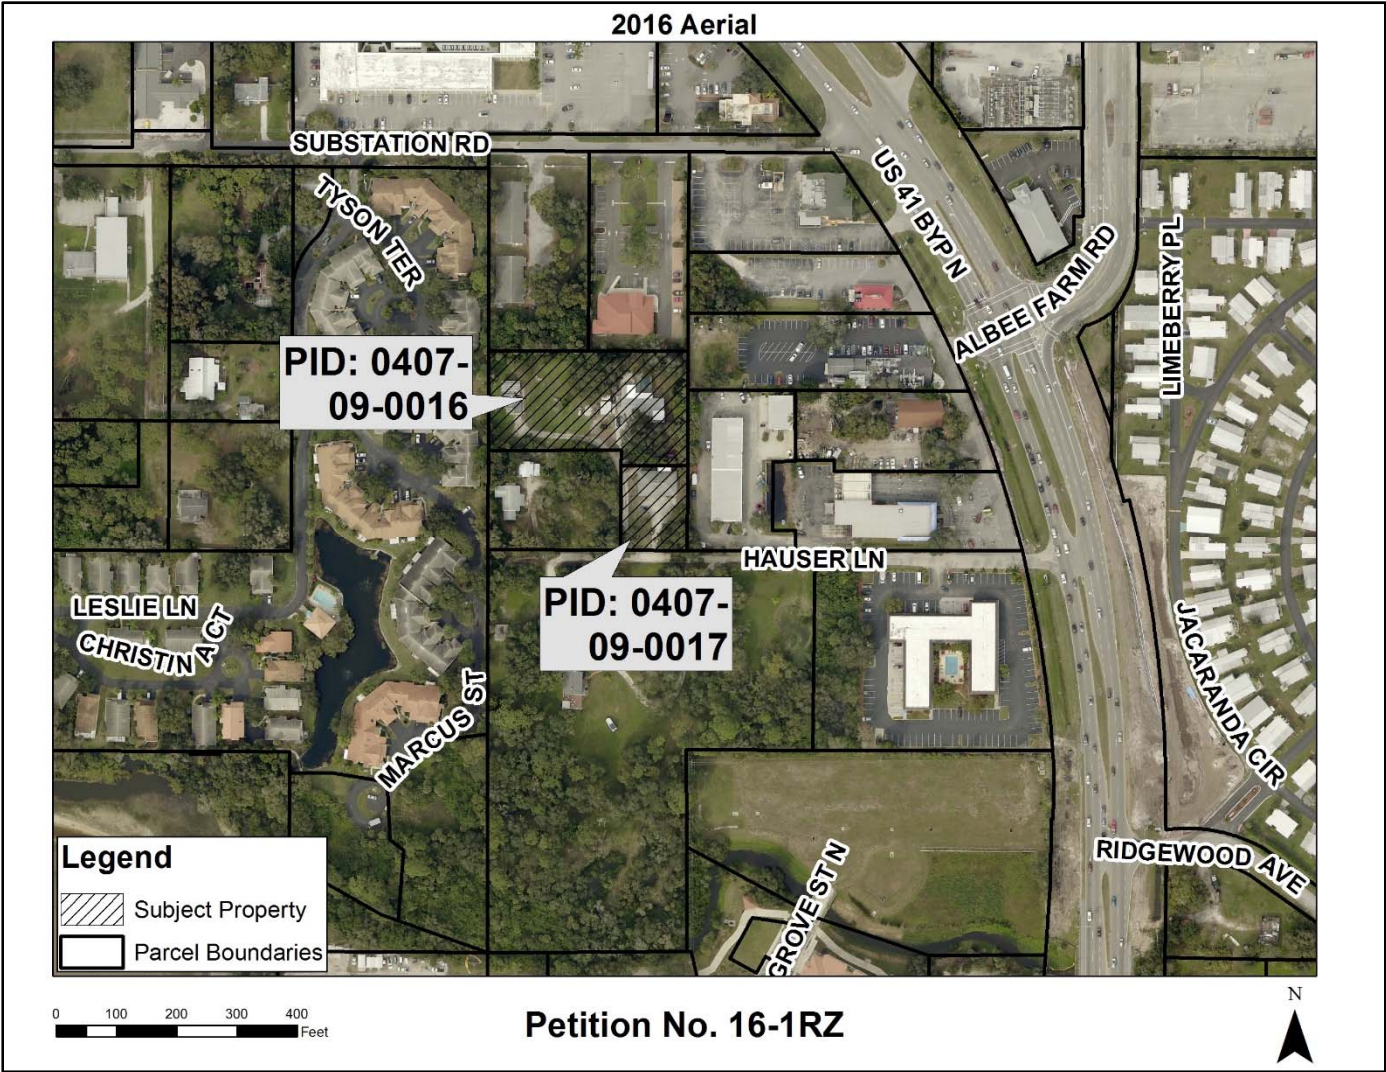 2016 Aerial
SUBSTATION RD
TYSON TER
US 41 BYP N
ALBEE FARM RD
LIMEBERRY PL
PID: 0407-
09-0016
HAUSER LN
PID: 0407-
09-0017
LESLIE LN
CHRISTIN A CT
MARCUS ST
JACARANDA CIR
RIDGEWOOD AVE
GROVE ST N
Legend
Subject Property
Parcel Boundaries
0 100 200 300 400
Feet
Petition No. 16-1RZ
N